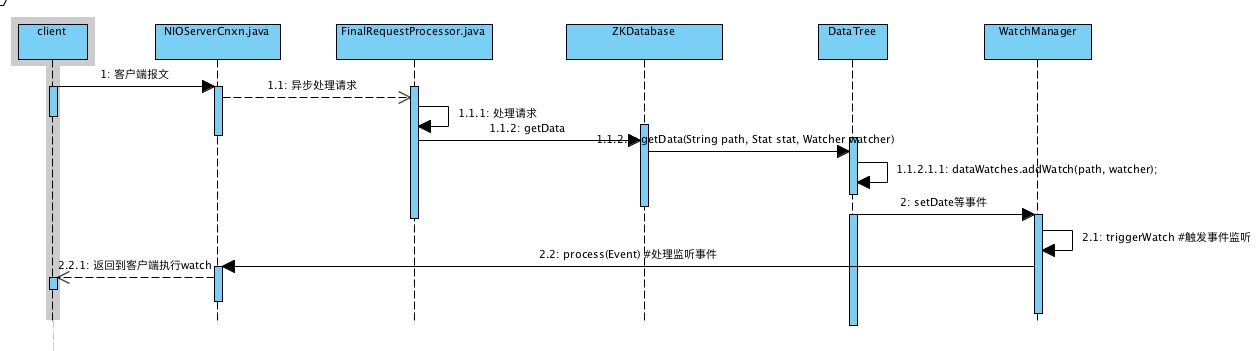 client
NIOServerCnxn.java
FinalRequestProcessor.java
ZKDatabase
DataTree
WatchManager
1: 客户端报文
1.1: 异步处理请求
1.1.1: 处理请求
1.1.2: getData
1.1.2.1: getData(String path, Stat stat, Watcher watcher)
1.1.2.1.1: dataWatches.addWatch(path, watcher);
2: setDate等事件
2.1: triggerWatch #触发事件监听
2.2: process(Event) #处理监听事件
2.2.1: 返回到客户端执行watch